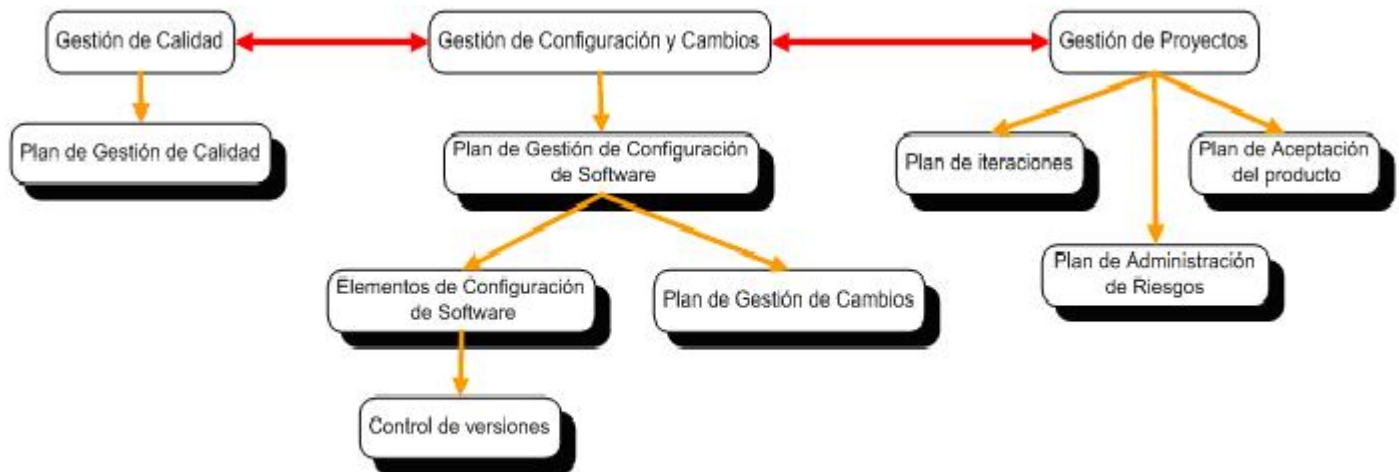 Gestión de Calidad
Gestión de Configuración y Cambios
Gestión de Proyectos
Plan de Gestión de Calidad
Plan de Gestión de Configuración
de Software
Plan de iteraciones
Plan de Aceptación
del producto
Elementos de Configuración
de Software
Plan de Gestión de Cambios
Plan de Administración
de Riesgos
Control de versiones